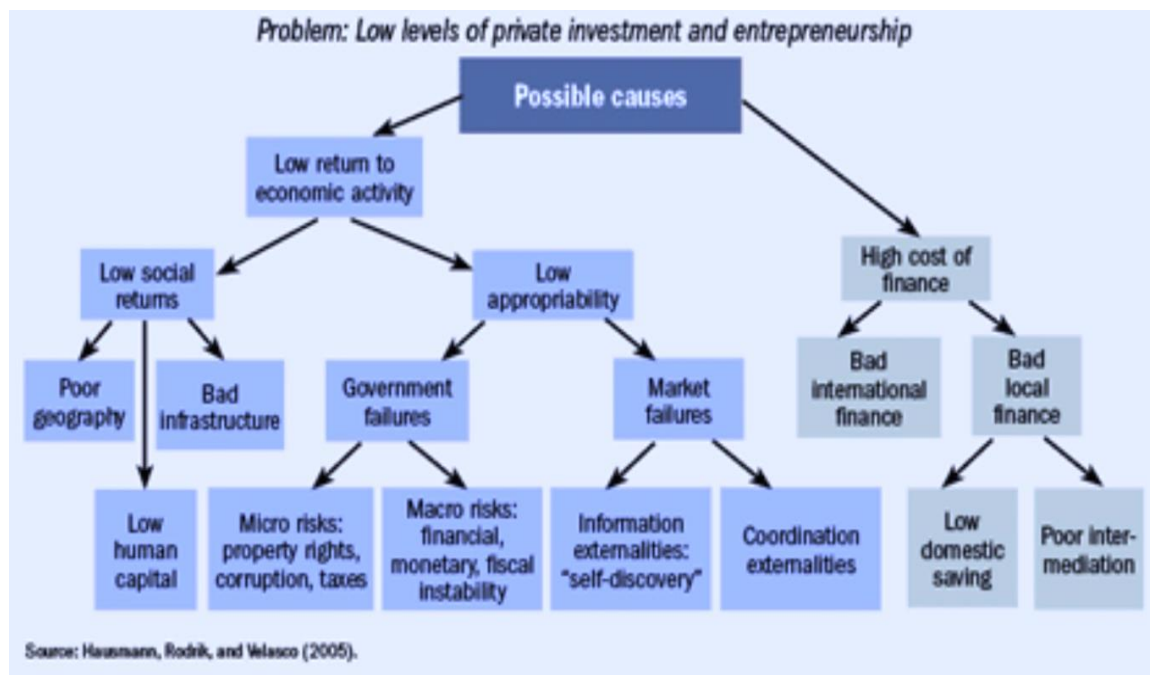 Problem: Low levels of private investment and entrepreneurship
Possible causes
Low return to
economic activity
Low social
returns
Low
appropriability
High cost of
finance
Poor
geography
Bad
infrastructure
Government
failures
Market
failures
Bad
international
finance
Bad
local
finance
Low
human
capital
Micro risks:
property rights,
corruption, taxes
Macro risks:
financial,
monetary, fiscal
instability
Information
externalities:
"self-discovery"
Coordination
externalities
Low
domestic
saving
Poor inter-
mediation
Source: Hausmann, Rodrik, and Velasco (2005).